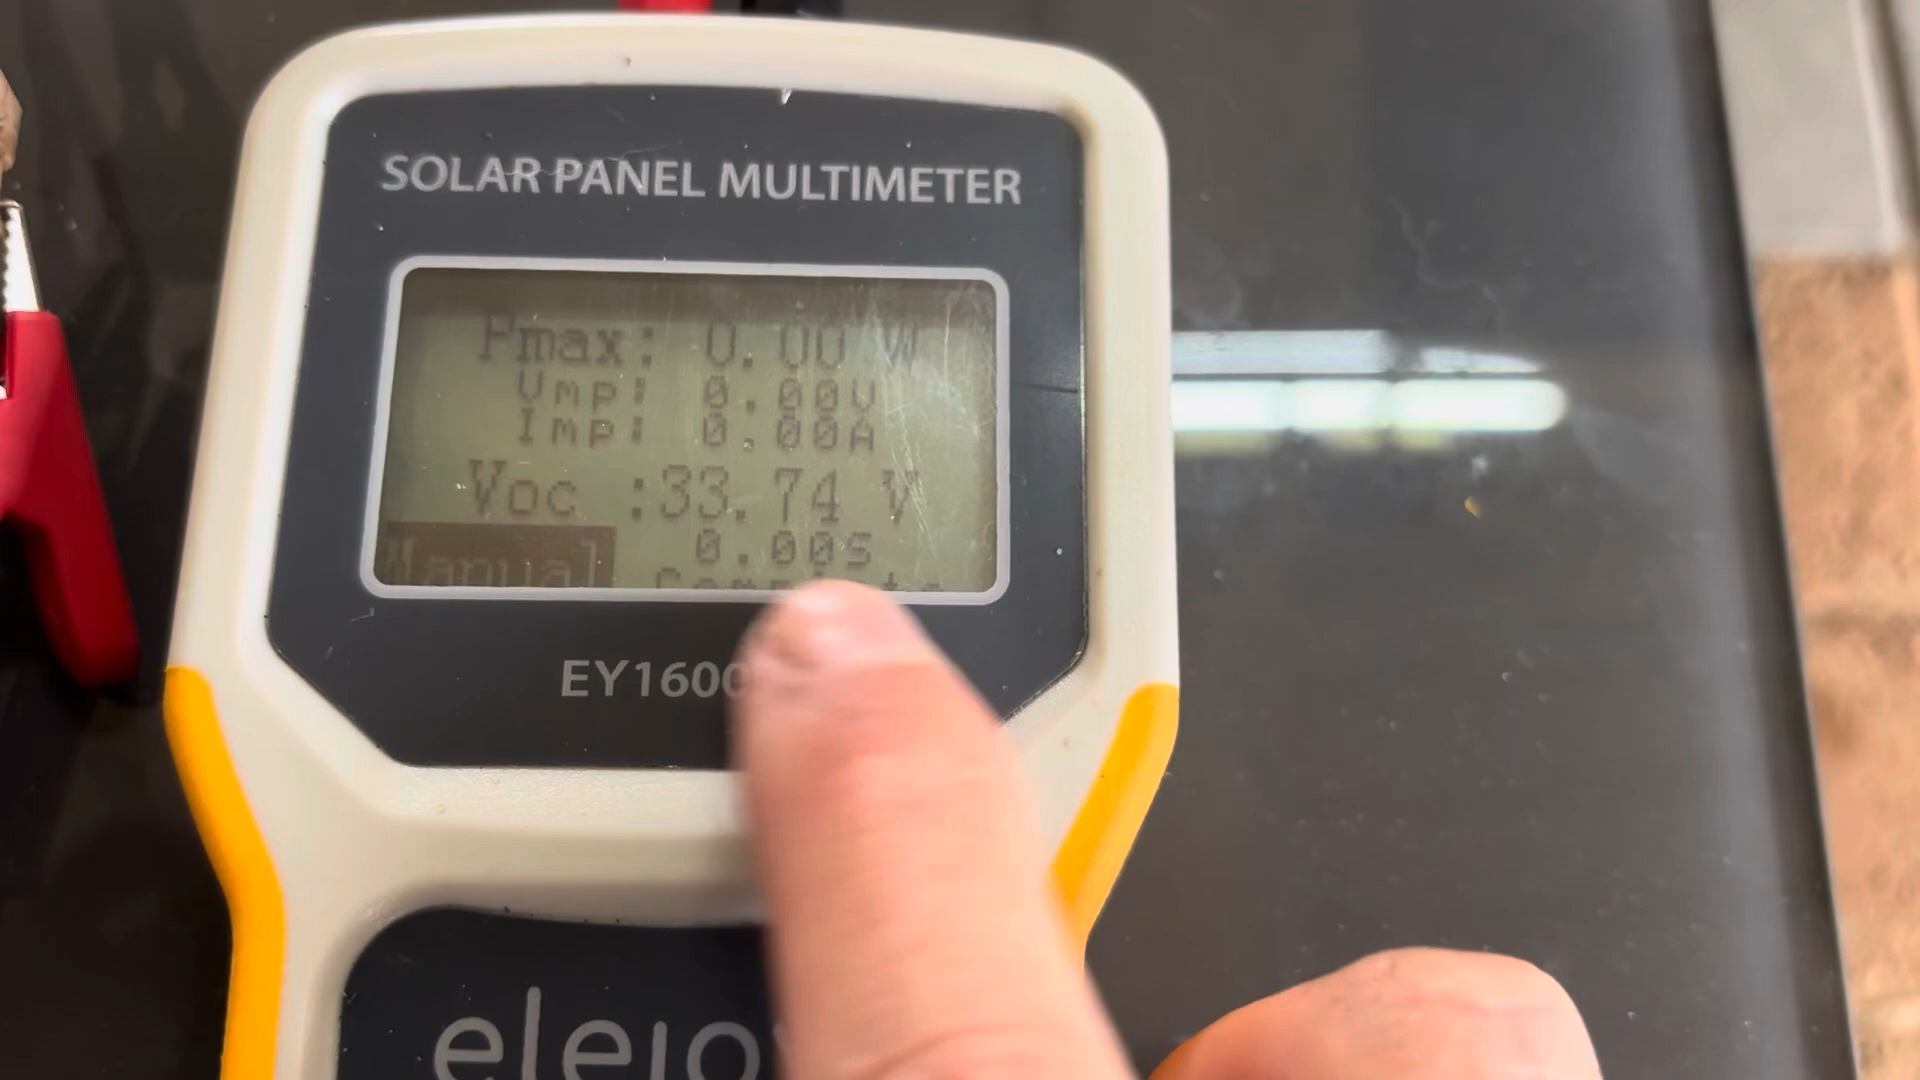 SOLAR PANEL MULTIMETER
Pmax: 0.00 W
Vmp: 0.00V
Imp: 0.00A
Voc :33.74 V
0.00S
Manual
EY1600